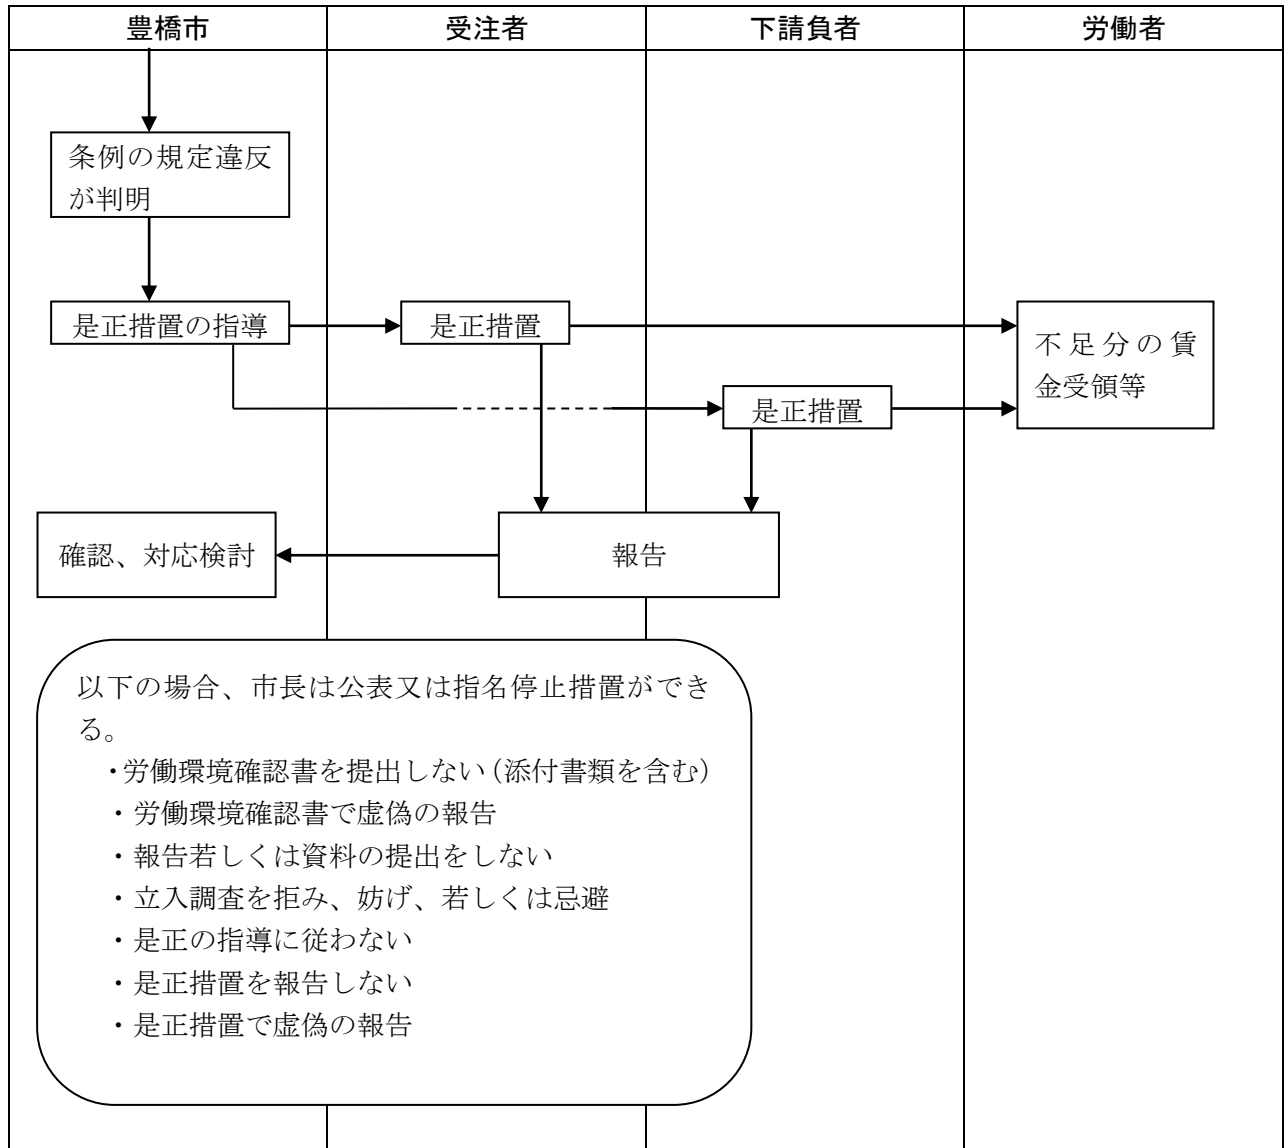 豊橋市
受注者
下請負者
労働者
条例の規定違反
が判明
是正措置の指導
是正措置
不足分の賃
金受領等
是正措置
確認、対応検討
報告
以下の場合、市長は公表又は指名停止措置ができ
る。
・労働環境確認書を提出しない(添付書類を含む)
・労働環境確認書で虚偽の報告
・報告若しくは資料の提出をしない
・立入調査を拒み、妨げ、若しくは忌避
・是正の指導に従わない
・是正措置を報告しない
・是正措置で虚偽の報告